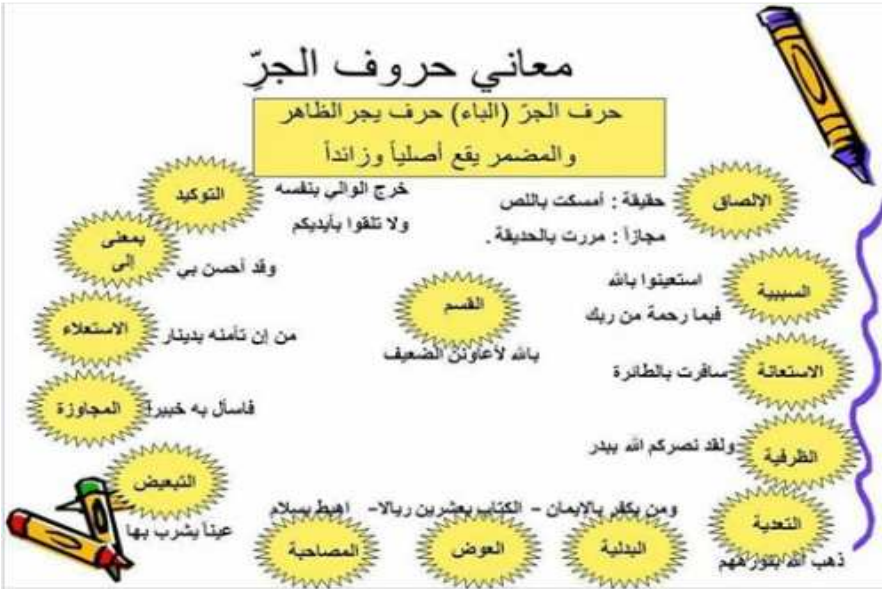 معاني حروف الجرِّ
حرف الجرّ (الباء) حرف يجر الظاهر
والمضمر يقع أصلياً وزائداً
الإلصاق
حقيقة : أمسكت باللص
مجازاً : مررت بالحديقة .
التوكيد
خرج الوالي بنفسه
ولا تلقوا بأيديكم
بمعنى
إلى
وقد أحسن بي
السببية
استعينوا بالله
فبما رحمة من ربك
القسم
بالله لأعاونن الضعيف
الاستعلاء
من إن تأمنه بدينار
الاستعانة
سافرت بالطائرة
المجاوزة
فاسأل به خبيرا
الظرفية
ولقد نصركم الله ببدر
التبعيض
عيناً يشرب بها
التعدية
ذهب الله بنورهم
ومن يكفر بالإيمان – الكتاب بعشرين ريالا– اهبط بسلام
البدلية
العوض
المصاحبة